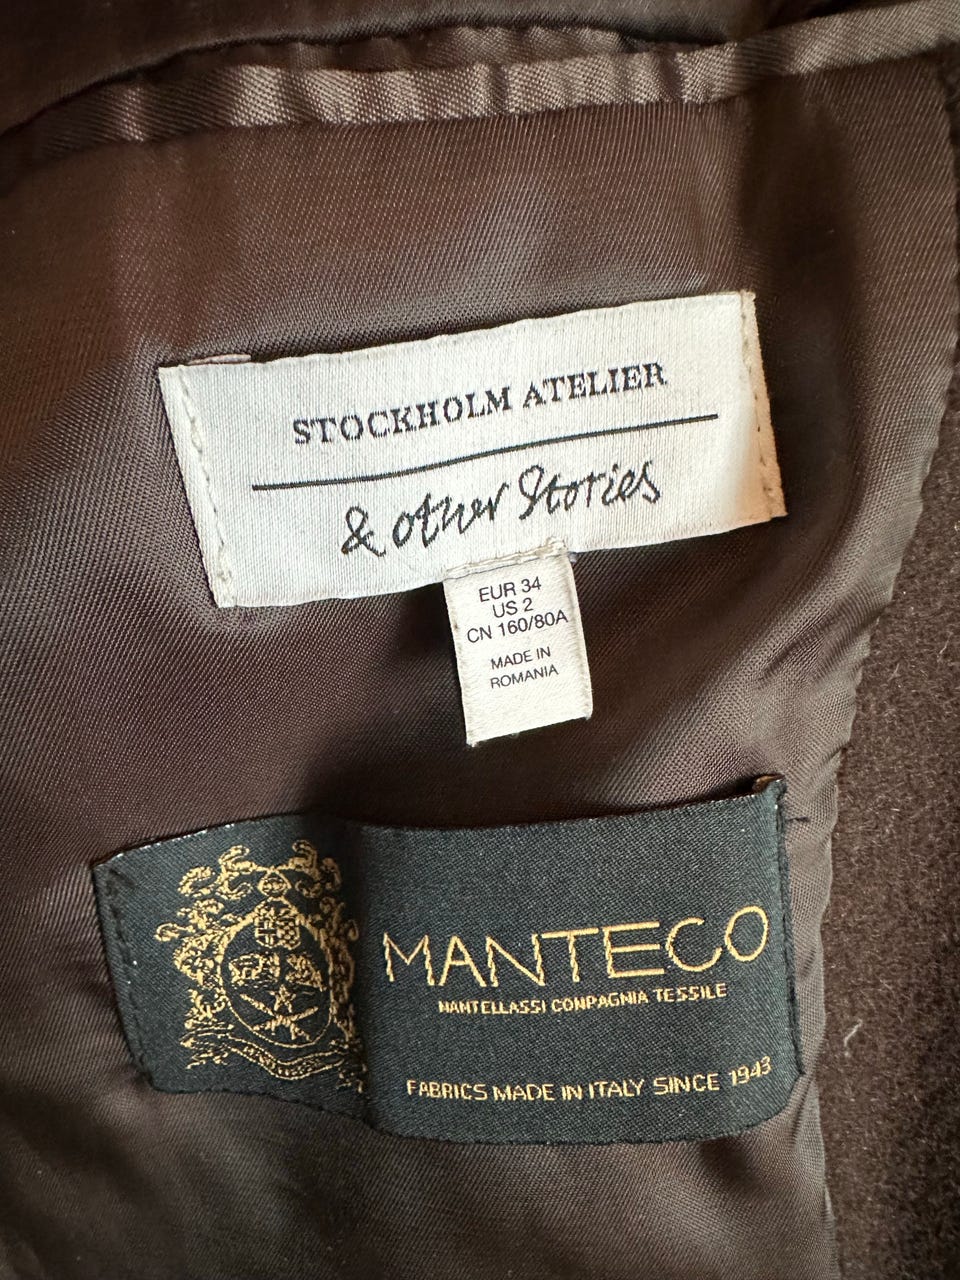 STOCKHOLM ATELIER
& other Stories
EUR 34
US 2
CN 160/80A
MADE IN
ROMANIA
MANTECO
MANTELLASSI COMPAGNIA TESSILE
FABRICS MADE IN ITALY SINCE 1943